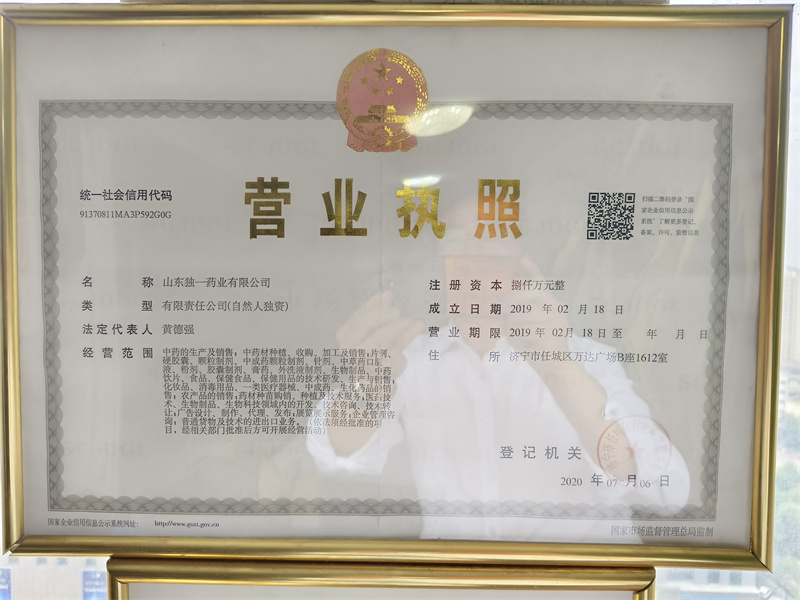 营业执照
统一社会信用代码
91370811MA3P592G0G
扫描二维码登录“国
家企业信用信息公示
系统”了解更多登记、
备案、许可、监管信息
名 称 山东独一药业有限公司
类 型 有限责任公司(自然人独资)
法定代表人 黄德强
经营范围 中药的生产及销售；中药材种植、收购、加工及销售；片剂、
硬胶囊、颗粒制剂、中成药颗粒制剂、针剂、中草药口服
液、粉剂、胶囊制剂、膏药、外洗液制剂、生物制品、中药
饮片、食品、保健食品、保健用品的技术研发、生产与销售；
化妆品、消毒用品、一类医疗器械、中成药、生化药品的销
售；农产品的销售；药材种苗购销、种植及技术服务；医药技
术、生物制品、生物科技领域内的开发、技术咨询、技术转
让；广告设计、制作、代理、发布；展览展示服务；企业管理咨
询；普通货物及技术的进出口业务。（依法须经批准的项
目，经相关部门批准后方可开展经营活动）
注册资本 捌仟万元整
成立日期 2019 年 02 月 18 日
营业期限 2019 年 02月 18 日至 年 月 日
住 所 济宁市任城区万达广场B座1612室
登记机关
2020 年 07 月 06 日
国家企业信用信息公示系统网址： http://www.gsxt.gov.cn
国家市场监督管理总局监制